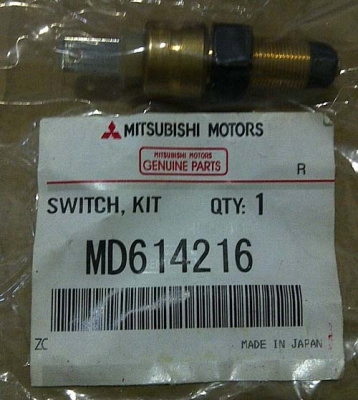 MITSUBISHI MOTORS
MITSUBISHI MOTORS
GENUINE PARTS
R
SWITCH, KIT QTY: 1
MD614216
ZC MADE IN JAPAN